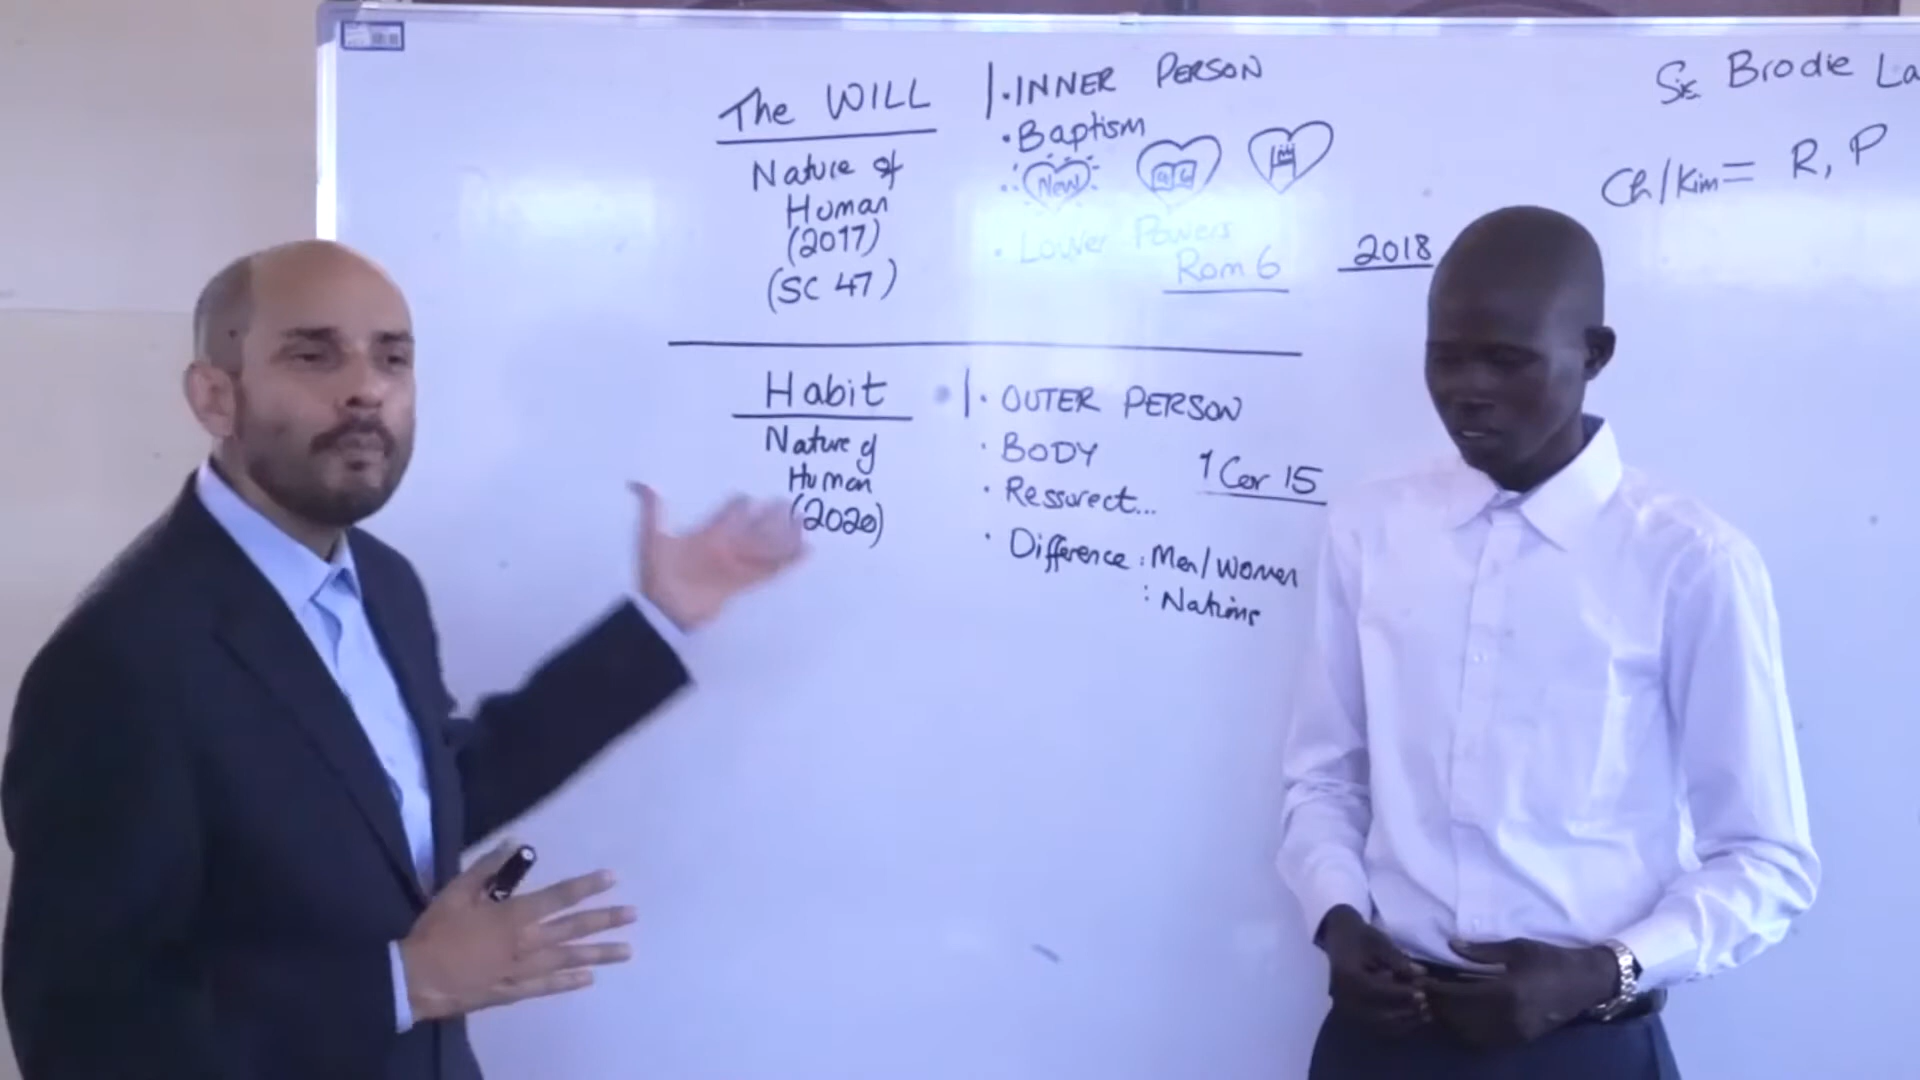 The WILL
Nature of
Human
(2017)
(SC 47)
1. INNER PERSON
• Baptism
New
• Lower Powers
Rom 6
2018
Habit
Nature of
Human
(2020)
1. OUTER PERSON
• BODY
• Ressurect...
1 Cor 15
• Difference : Men/Women
: Nations
Brodie La
Ch/Kim = R, P